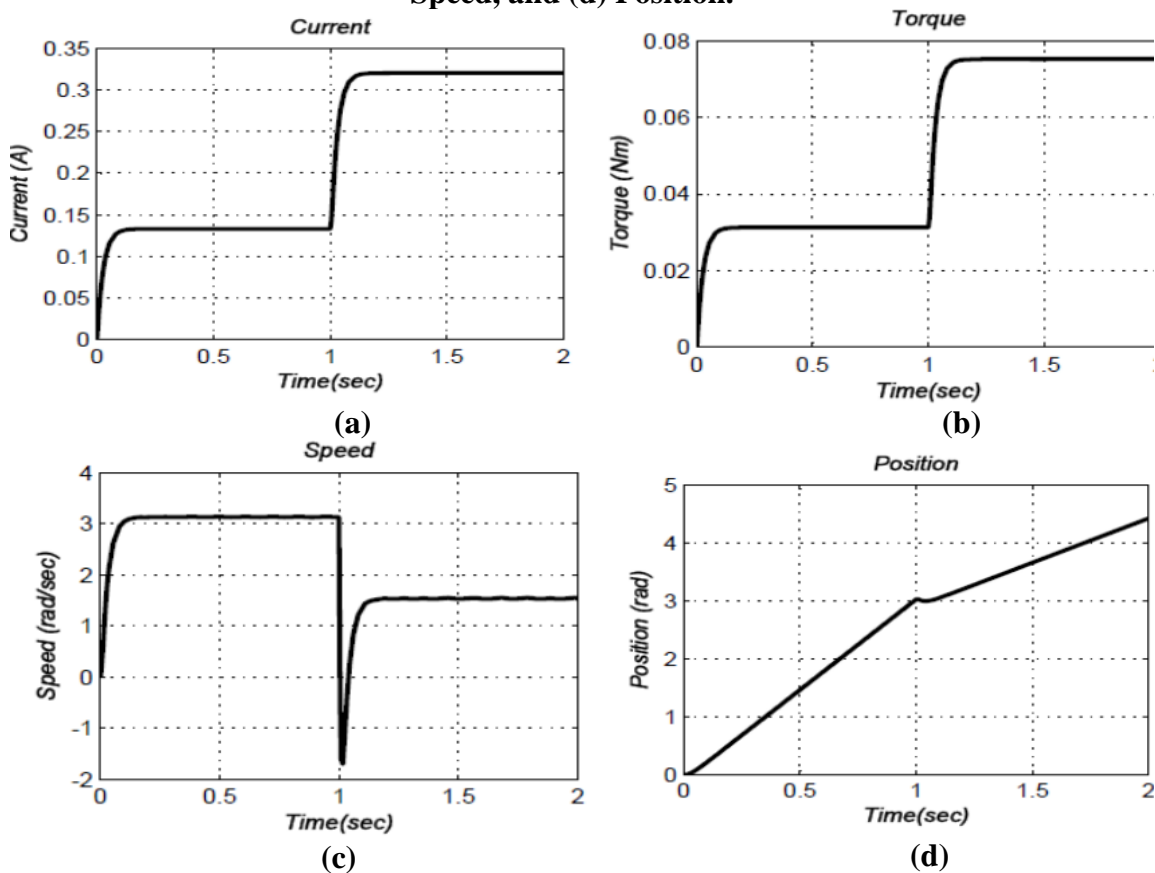 Speed, and (d) Position.
Current
0.35
0.3
0.25
0.2
0.15
0.1
0.05
0
Current (A)
0
0.5
1
1.5
2
Time(sec)
(a)
Torque
0.08
0.06
0.04
0.02
0
Torque (Nm)
0
0.5
1
1.5
Time(sec)
(b)
Speed
4
3
2
1
0
-1
-2
Speed (rad/sec)
0
0.5
1
1.5
2
Time(sec)
(c)
Position
5
4
3
2
1
0
Position (rad)
0
0.5
1
1.5
2
Time(sec)
(d)